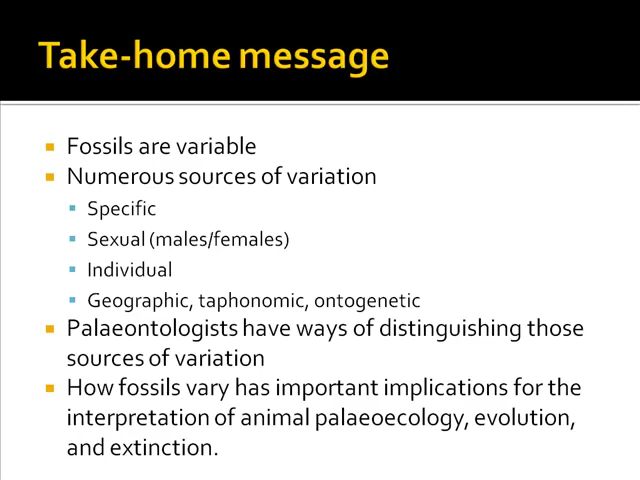 Take-home message
Fossils are variable
Numerous sources of variation
Specific
Sexual (males/females)
Individual
Geographic, taphonomic, ontogenetic
Palaeontologists have ways of distinguishing those
sources of variation
How fossils vary has important implications for the
interpretation of animal palaeoecology, evolution,
and extinction.